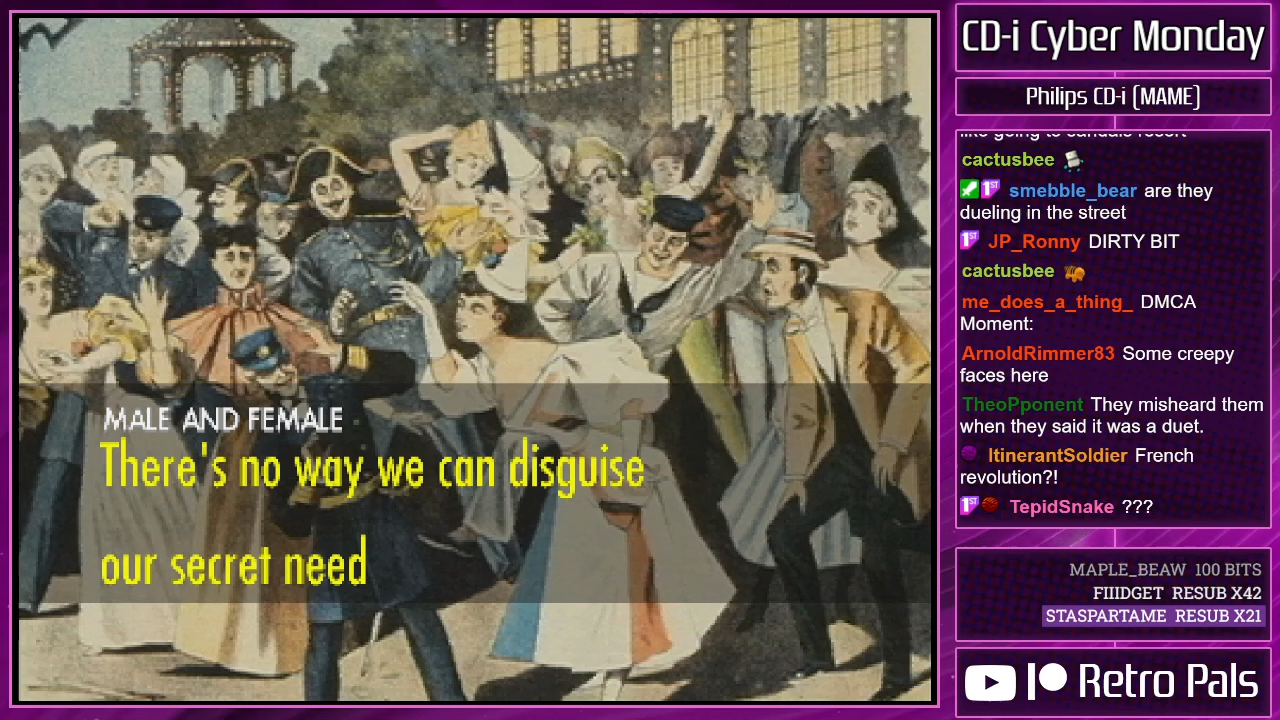 MALE AND FEMALE
There's no way we can disguise
our secret need
CD-i Cyber Monday
Philips CD-i (MAME)
cactusbee
1ST smebble_bear are they
dueling in the street
1ST JP_Ronny DIRTY BIT
cactusbee
me_does_a_thing_ DMCA
Moment:
ArnoldRimmer83 Some creepy
faces here
TheoPponent They misheard them
when they said it was a duet.
ItinerantSoldier French
revolution?!
1ST TepidSnake ???
MAPLE_BEAW 100 BITS
FIIIDGET RESUB X42
STASPARTAME RESUB X21
Retro Pals